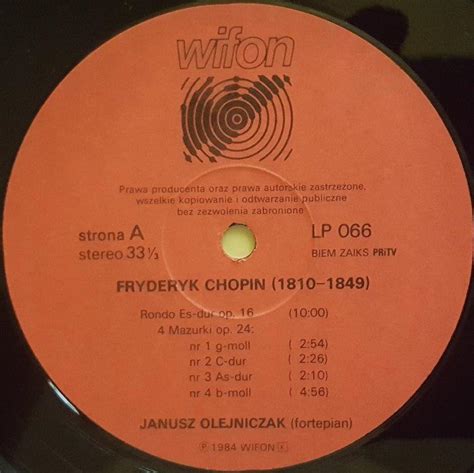 wifon
Prawa producenta oraz prawa autorskie zastrzeżone,
wszelkie kopiowanie i odtwarzanie publiczne
bez zezwolenia zabronione
strona A
stereo 33⅓
LP 066
BIEM ZAIKS PRiTV
FRYDERYK CHOPIN (1810–1849)
Rondo Es-dur op. 16 (10:00)
4 Mazurki op. 24:
nr 1 g-moll ( 2:54)
nr 2 C-dur ( 2:26)
nr 3 As-dur ( 2:10)
nr 4 b-moll ( 4:56)
JANUSZ OLEJNICZAK (fortepian)
℗ 1984 WIFON